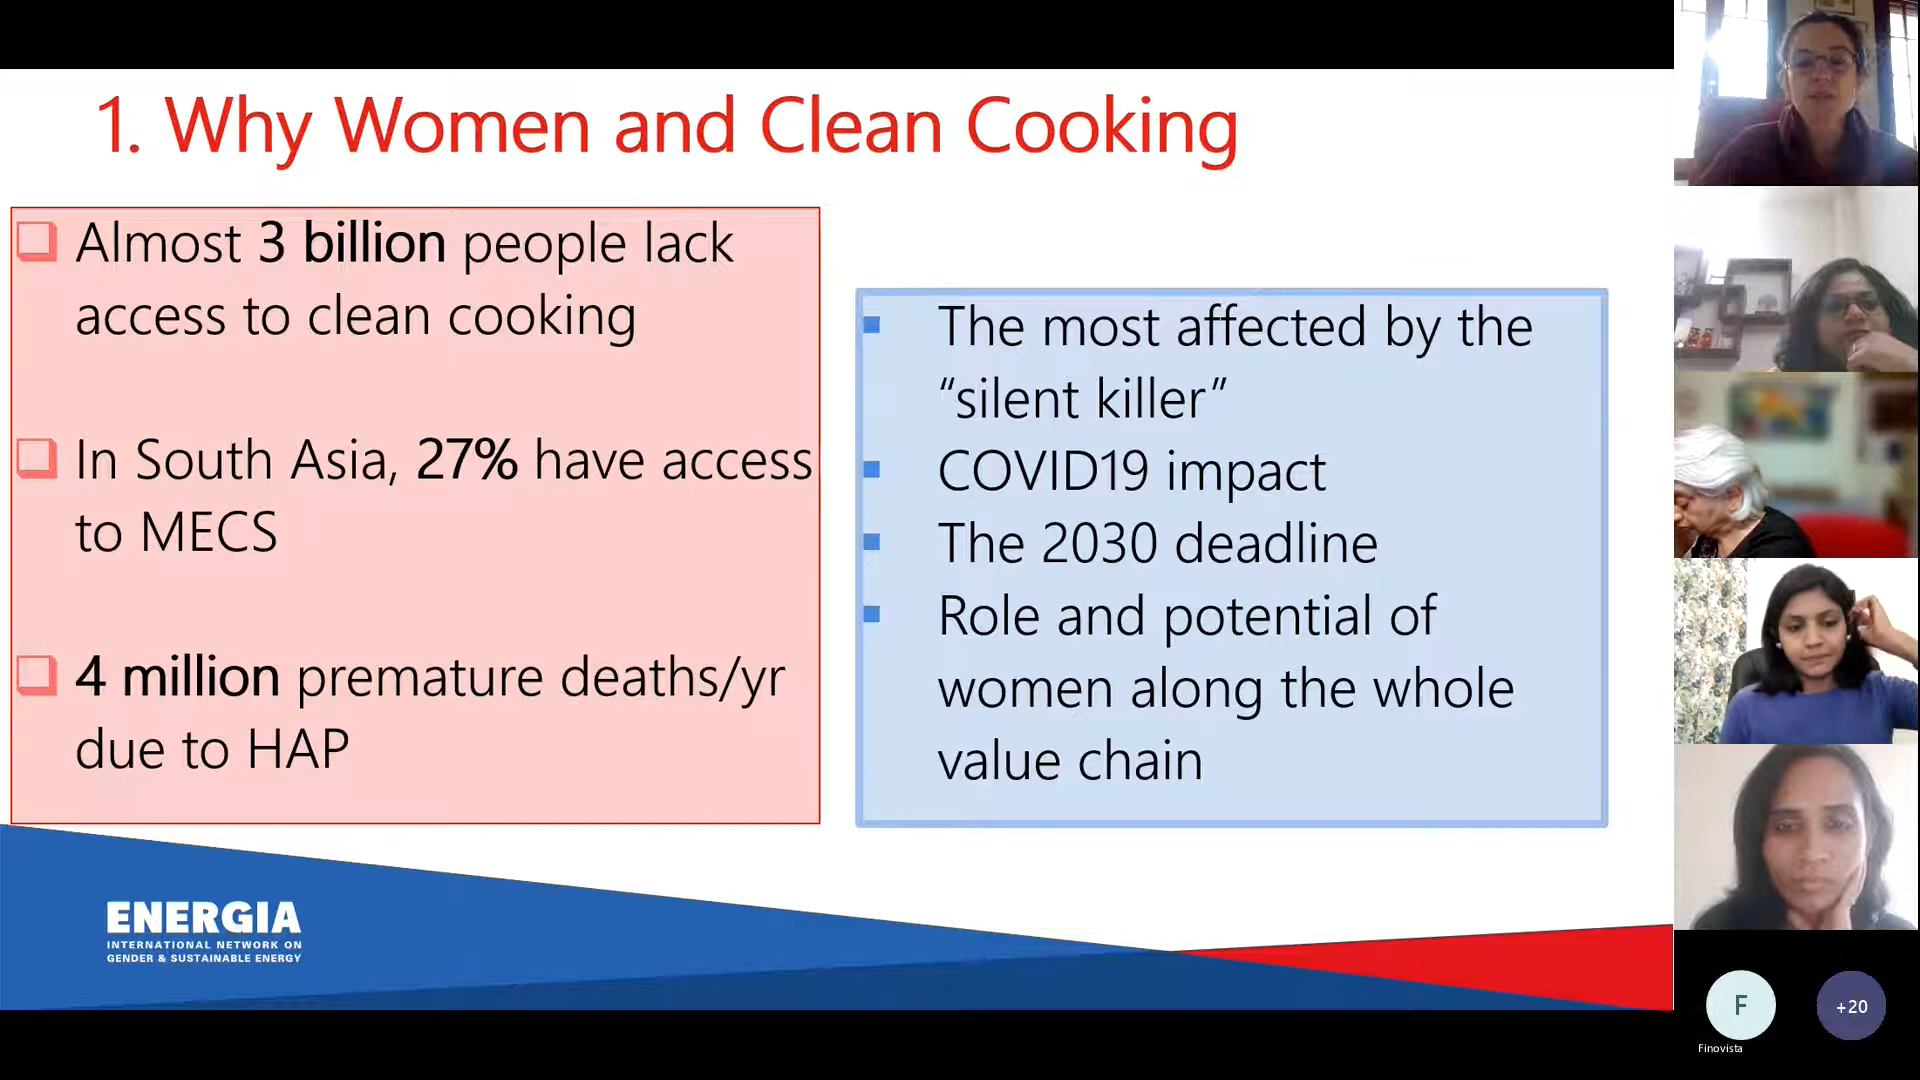 1. Why Women and Clean Cooking
Almost 3 billion people lack
access to clean cooking
In South Asia, 27% have access
to MECS
4 million premature deaths/yr
due to HAP
The most affected by the
“silent killer”
COVID19 impact
The 2030 deadline
Role and potential of
women along the whole
value chain
ENERGIA
INTERNATIONAL NETWORK ON
GENDER & SUSTAINABLE ENERGY
F
+20
Finovista